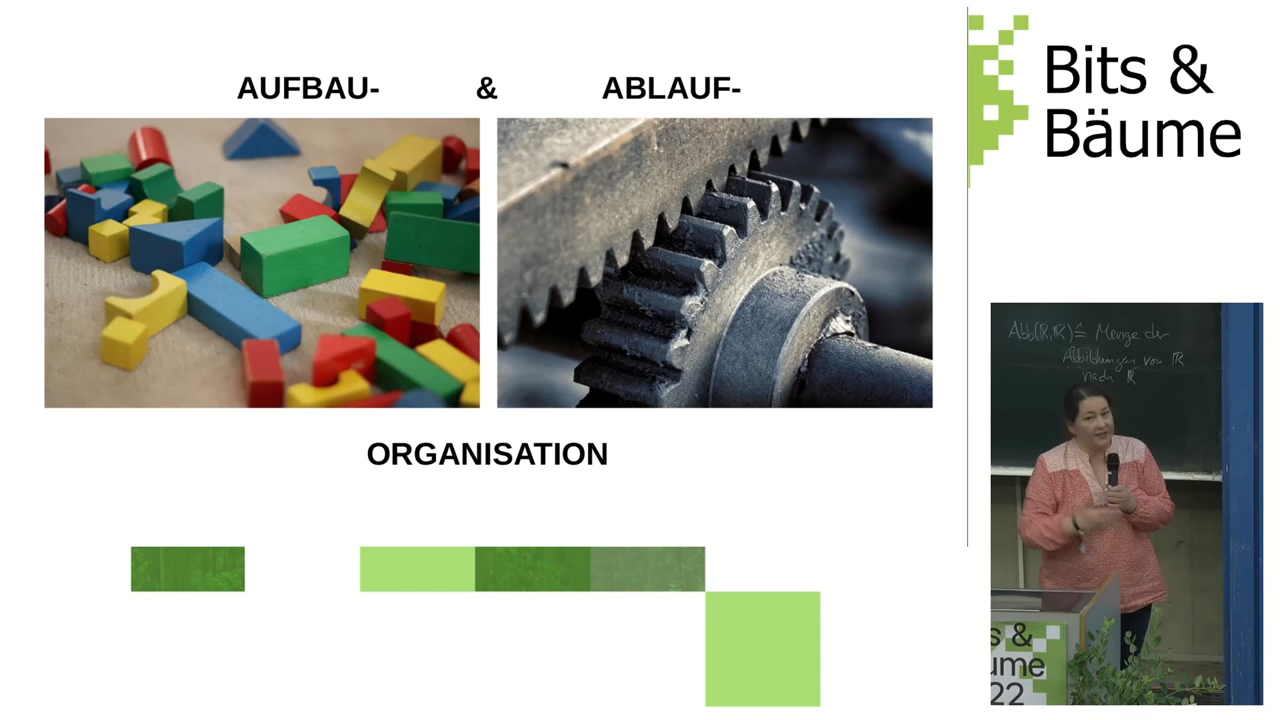 AUFBAU- & ABLAUF-
ORGANISATION
Bits &
Bäume
Abb(ℝ,ℝ)≙ Menge der
Abbildungen von ℝ
nach ℝ
s &
ume
22